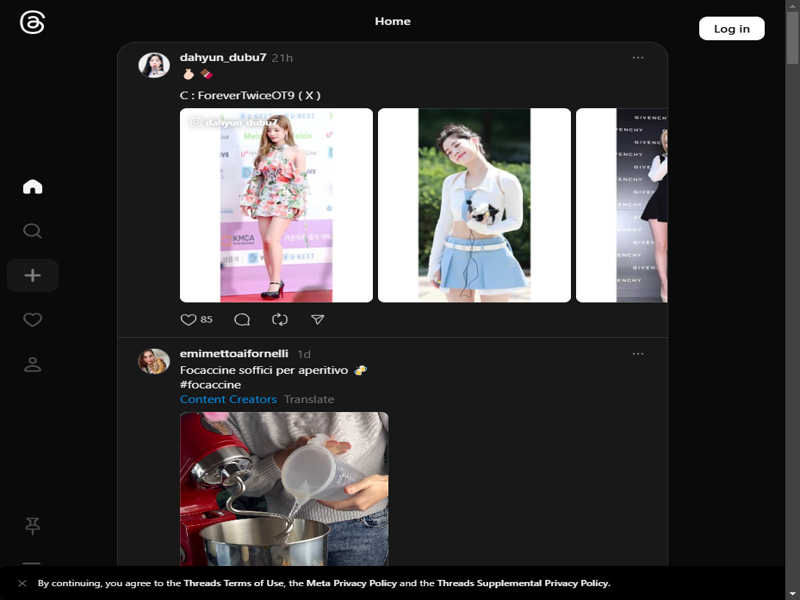 Home
Log in
dahyun_dubu7 21h
C : ForeverTwiceOT9 ( X )
dahyun_dubu7
KMCA
U-NEXT
GIVENCHY
85
emimettoaifornelli 1d
Focaccine soffici per aperitivo
#focaccine
Content Creators Translate
By continuing, you agree to the Threads Terms of Use, the Meta Privacy Policy and the Threads Supplemental Privacy Policy.